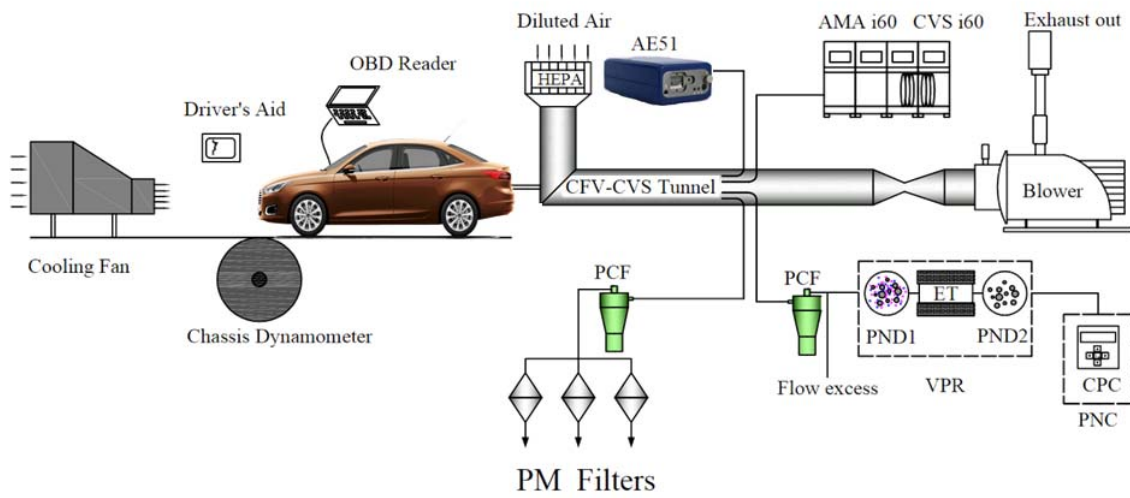 Diluted Air
AMA i60 CVS i60
Exhaust out
AE51
OBD Reader
HEPA
Driver's Aid
CFV-CVS Tunnel
Blower
Cooling Fan
PCF
PCF
ET
Chassis Dynamometer
PND1
PND2
Flow excess
VPR
CPC
PNC
PM Filters